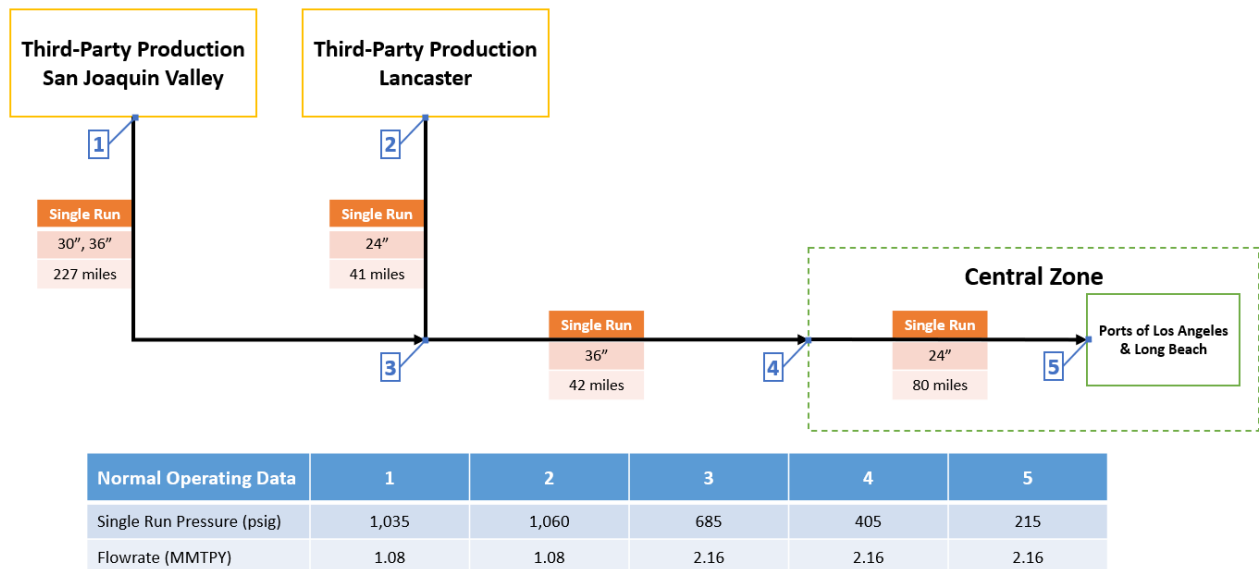 Third-Party Production
San Joaquin Valley
Third-Party Production
Lancaster
1
2
Single Run
30”, 36”
227 miles
Single Run
24”
41 miles
Central Zone
Single Run
36”
42 miles
Single Run
24”
80 miles
Ports of Los Angeles
& Long Beach
3
4
5
Normal Operating Data 1 2 3 4 5
Single Run Pressure (psig) 1,035 1,060 685 405 215
Flowrate (MMTPY) 1.08 1.08 2.16 2.16 2.16